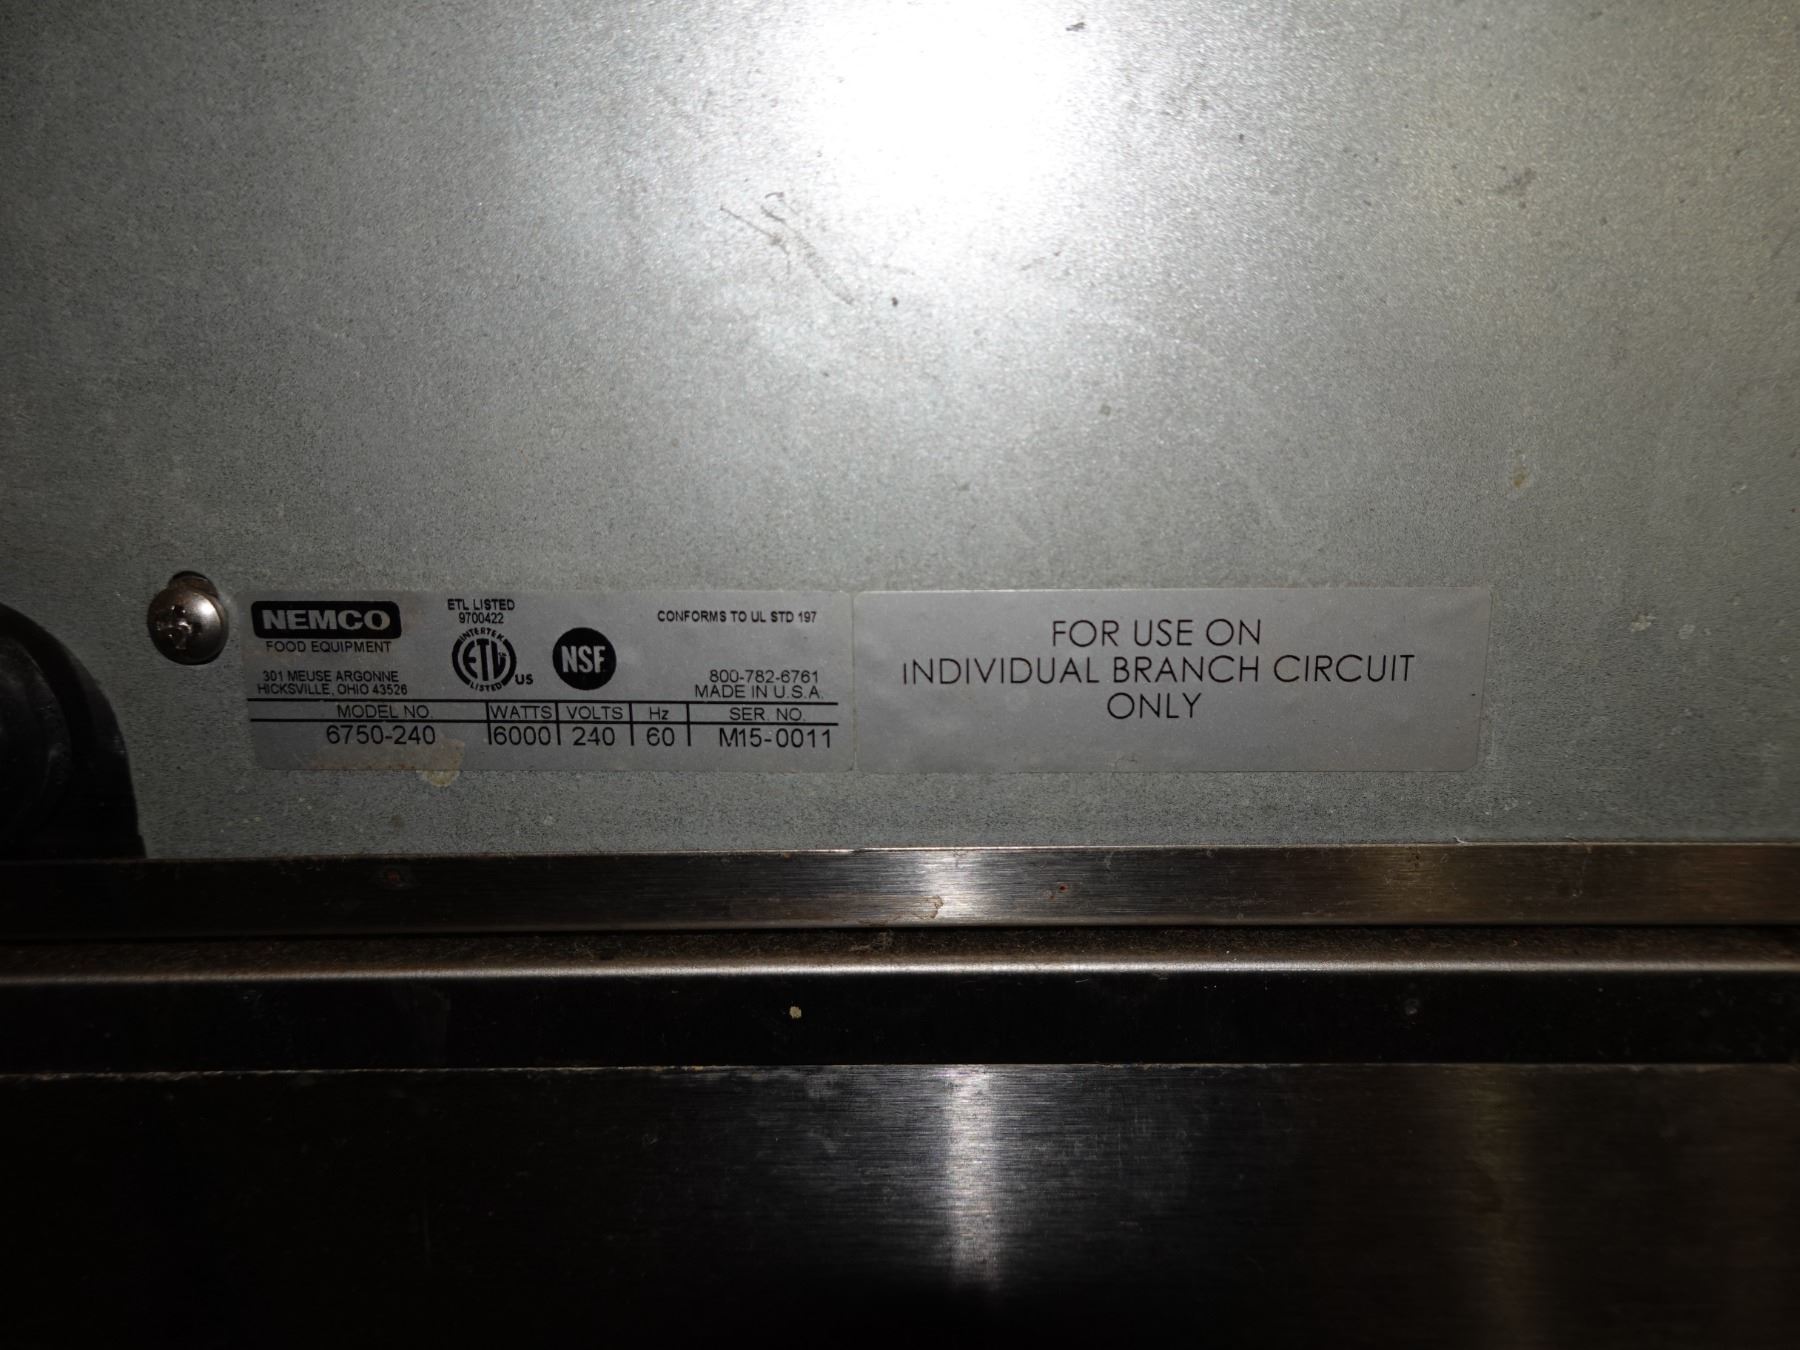 NEMCO
FOOD EQUIPMENT
301 MEUSE ARGONNE
HICKSVILLE, OHIO 43526
ETL LISTED
9700422
INTERTEK
ETL
LISTED
US
NSF
CONFORMS TO UL STD 197
800-782-6761
MADE IN U.S.A.
MODEL NO. WATTS VOLTS Hz SER. NO.
6750-240 6000 240 60 M15-0011
FOR USE ON
INDIVIDUAL BRANCH CIRCUIT
ONLY